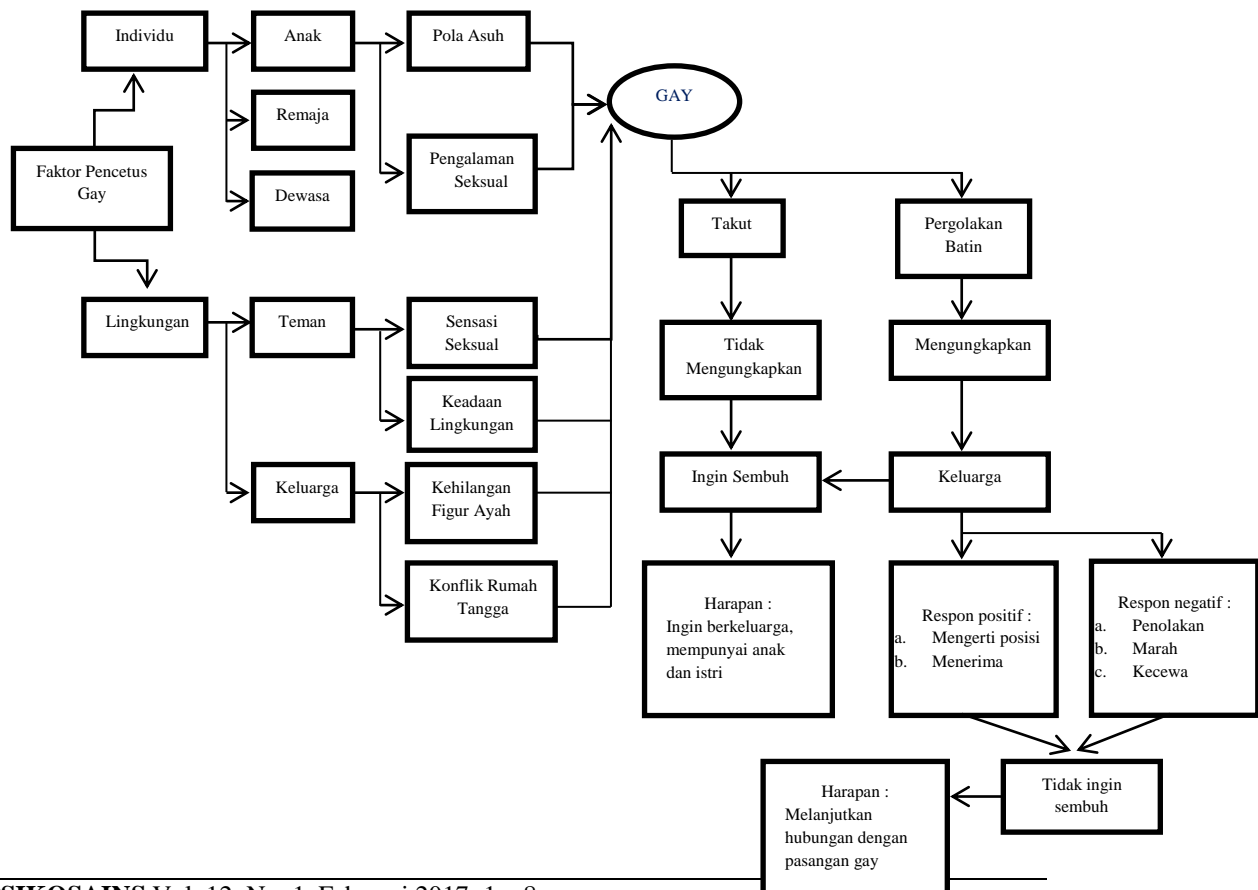 Individu
Anak
Pola Asuh
GAY
Remaja
Faktor Pencetus
Gay
Pengalaman
Seksual
Dewasa
Takut
Pergolakan
Batin
Lingkungan
Teman
Sensasi
Seksual
Tidak
Mengungkapkan
Mengungkapkan
Keadaan
Lingkungan
Keluarga
Kehilangan
Figur Ayah
Ingin Sembuh
Keluarga
Konflik Rumah
Tangga
Harapan :
Ingin berkeluarga,
mempunyai anak
dan istri
Respon positif :
a. Mengerti posisi
b. Menerima
Respon negatif :
a. Penolakan
b. Marah
c. Kecewa
Tidak ingin
sembuh
Harapan :
Melanjutkan
hubungan dengan
pasangan gay